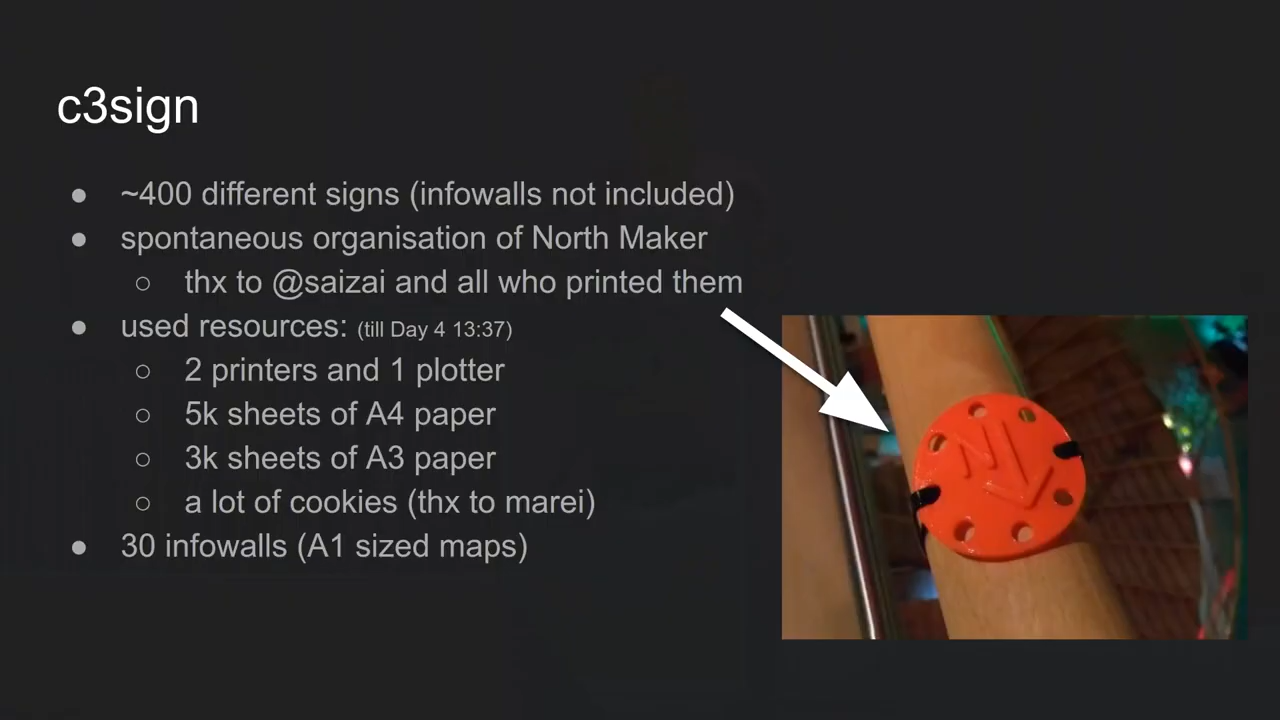 c3sign
● ~400 different signs (infowalls not included)
● spontaneous organisation of North Maker
○ thx to @saizai and all who printed them
● used resources: (till Day 4 13:37)
○ 2 printers and 1 plotter
○ 5k sheets of A4 paper
○ 3k sheets of A3 paper
○ a lot of cookies (thx to marei)
● 30 infowalls (A1 sized maps)
N